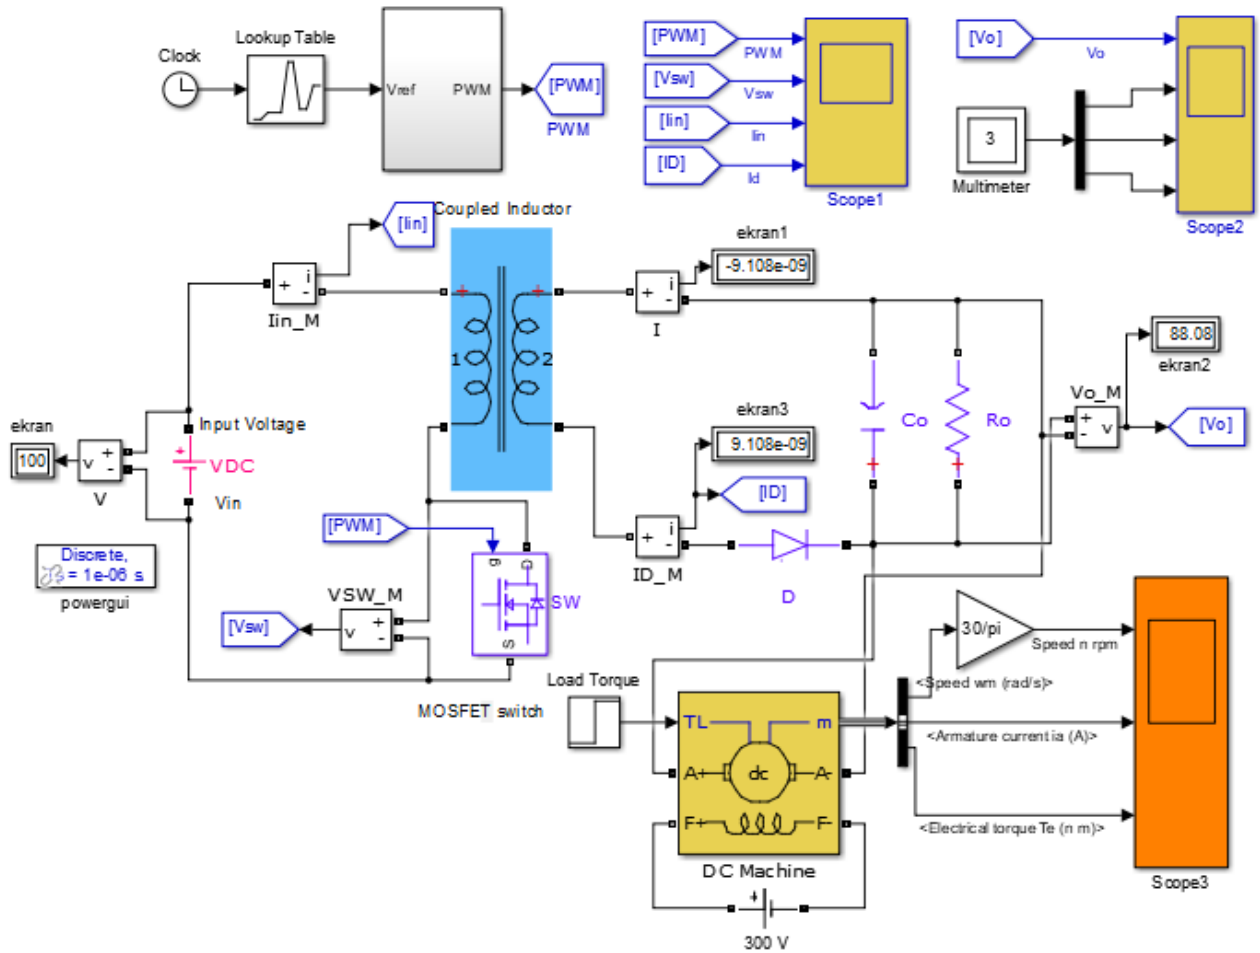 Clock
Lookup Table
Vref
PWM
[PWM]
PWM
[PWM]
PWM
[Vsw]
Vsw
[Iin]
Iin
[ID]
Id
Scope1
[Vo]
Vo
3
Multimeter
Scope2
[Iin]
Coupled Inductor
+
i
-
Iin_M
+
+
1
2
ekran1
-9.108e-09
+
i
-
I
88.08
ekran2
Vo_M
+
v
-
[Vo]
Co
Ro
+
+
ekran
100
v
+
-
V
Input Voltage
+
VDC
Vin
ekran3
9.108e-09
[ID]
+
i
-
ID_M
D
Discrete,
= 1e-06 s
powergui
[PWM]
g
D
SW
S
VSW_M
[Vsw]
v
+
-
MOSFET switch
Load Torque
TL
m
A+
dc
A-
F+
F-
DC Machine
+
300 V
30/pi
Speed n rpm
<Speed wm (rad/s)>
<Armature current ia (A)>
<Electrical torque Te (n m)>
Scope3